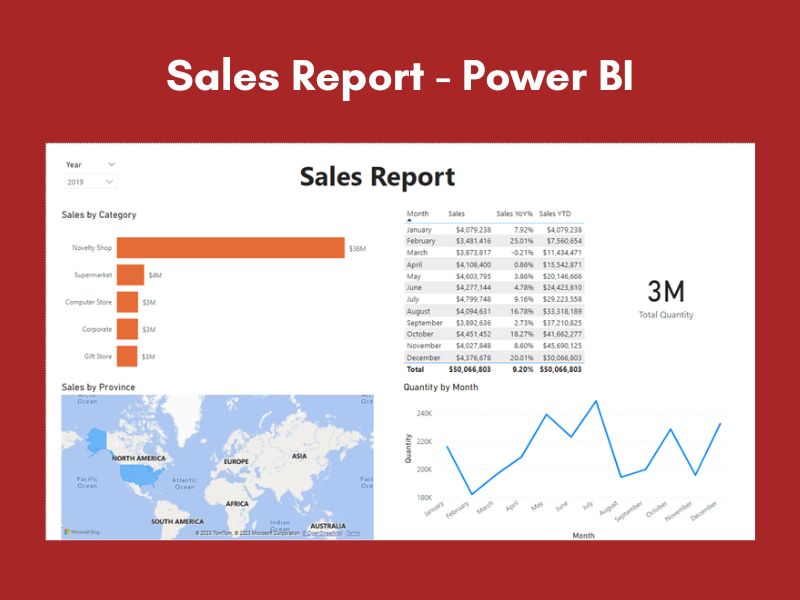 Sales Report - Power BI
Year
2019
Sales Report
Sales by Category
Novelty Shop $36M
Supermarket $4M
Computer Store $3M
Corporate $3M
Gift Store $3M
Month Sales Sales YoY% Sales YTD
January $4,079,238 7.92% $4,079,238
February $3,481,416 25.01% $7,560,654
March $3,873,817 -0.21% $11,434,471
April $4,108,400 0.86% $15,542,871
May $4,603,795 3.86% $20,146,666
June $4,277,144 4.78% $24,423,810
July $4,799,748 9.16% $29,223,558
August $4,094,631 16.78% $33,318,189
September $3,892,636 2.73% $37,210,825
October $4,451,452 18.27% $41,662,277
November $4,027,848 8.60% $45,690,125
December $4,376,678 20.01% $50,066,803
Total $50,066,803 9.20% $50,066,803
3M
Total Quantity
Sales by Province
Arctic
Ocean
Arctic
Ocean
NORTH AMERICA
EUROPE
ASIA
Pacific
Ocean
Atlantic
Ocean
AFRICA
SOUTH AMERICA
Indian
Ocean
AUSTRALIA
Microsoft Bing
© 2023 TomTom, © 2023 Microsoft Corporation, © OpenStreetMap Terms
Quantity by Month
Quantity
240K
220K
200K
180K
January
February
March
April
May
June
July
August
September
October
November
December
Month